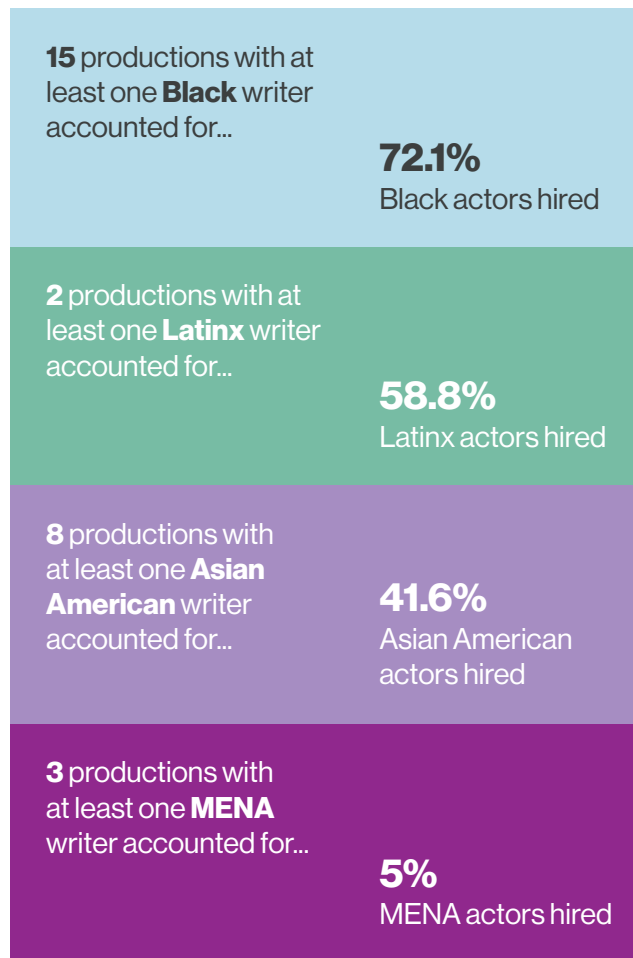 15 productions with at
least one Black writer
accounted for...
72.1%
Black actors hired
2 productions with at
least one Latinx writer
accounted for...
58.8%
Latinx actors hired
8 productions with
at least one Asian
American writer
accounted for...
41.6%
Asian American
actors hired
3 productions with
at least one MENA
writer accounted for...
5%
MENA actors hired